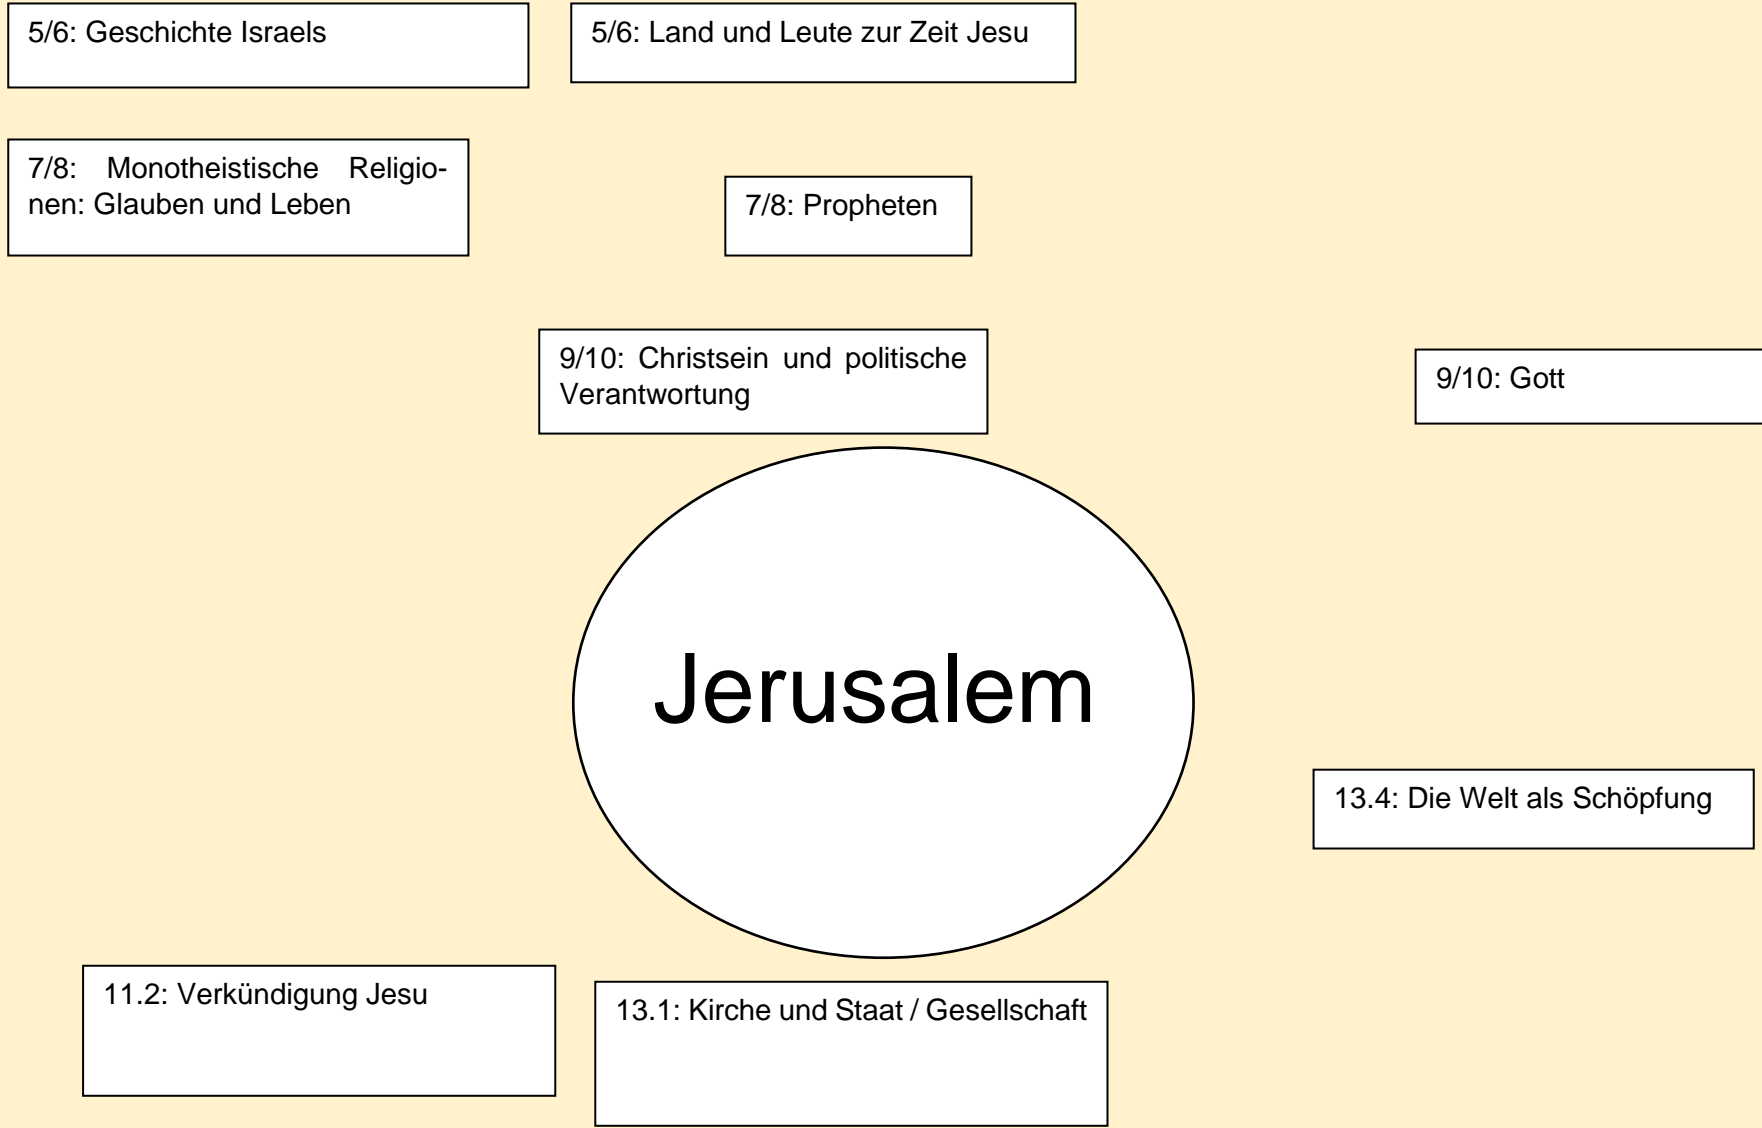 5/6: Geschichte Israels
5/6: Land und Leute zur Zeit Jesu
7/8: Monotheistische Religio-
nen: Glauben und Leben
7/8: Propheten
9/10: Christsein und politische
Verantwortung
9/10: Gott
Jerusalem
13.4: Die Welt als Schöpfung
11.2: Verkündigung Jesu
13.1: Kirche und Staat / Gesellschaft